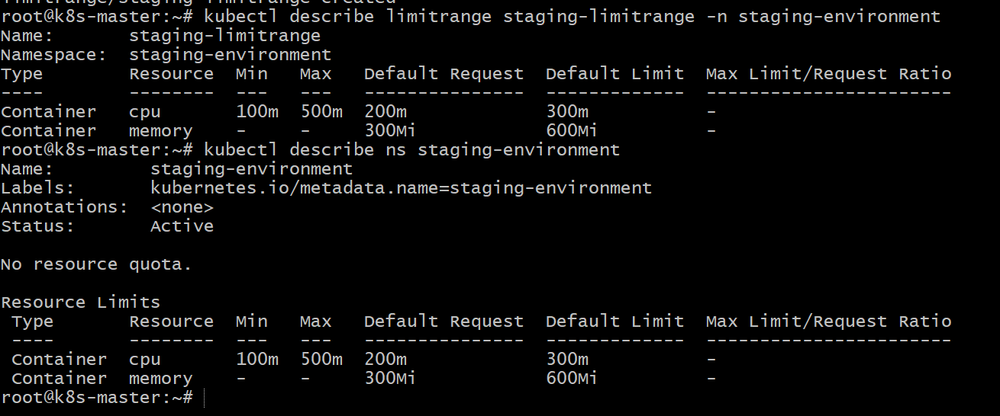 limitrange/staging-limitrange created
root@k8s-master:~# kubectl describe limitrange staging-limitrange -n staging-environment
Name:       staging-limitrange
Namespace:  staging-environment
Type        Resource  Min   Max   Default Request  Default Limit  Max Limit/Request Ratio
----        --------  ---   ---   ---------------  -------------  -----------------------
Container   cpu       100m  500m  200m             300m           -
Container   memory    -     -     300Mi            600Mi          -
root@k8s-master:~# kubectl describe ns staging-environment
Name:         staging-environment
Labels:       kubernetes.io/metadata.name=staging-environment
Annotations:  <none>
Status:       Active

No resource quota.

Resource Limits
 Type       Resource  Min   Max   Default Request  Default Limit  Max Limit/Request Ratio
 ----       --------  ---   ---   ---------------  -------------  -----------------------
 Container  cpu       100m  500m  200m             300m           -
 Container  memory    -     -     300Mi            600Mi          -
root@k8s-master:~#